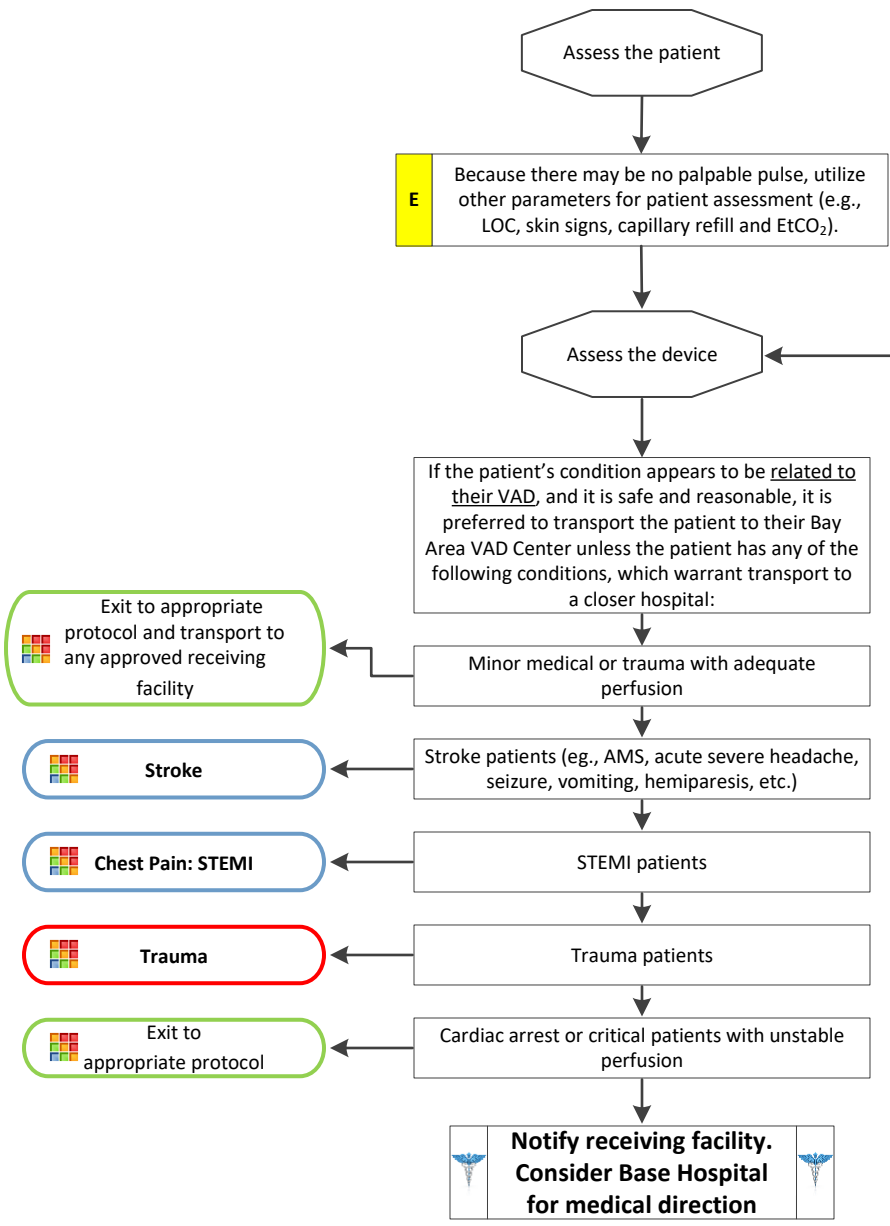 Assess the patient
E
Because there may be no palpable pulse, utilize
other parameters for patient assessment (e.g.,
LOC, skin signs, capillary refill and EtCO₂).
Assess the device
If the patient’s condition appears to be related to
their VAD, and it is safe and reasonable, it is
preferred to transport the patient to their Bay
Area VAD Center unless the patient has any of the
following conditions, which warrant transport to
a closer hospital:
Exit to appropriate
protocol and transport to
any approved receiving
facility
Minor medical or trauma with adequate
perfusion
Stroke
Stroke patients (eg., AMS, acute severe headache,
seizure, vomiting, hemiparesis, etc.)
Chest Pain: STEMI
STEMI patients
Trauma
Trauma patients
Exit to
appropriate protocol
Cardiac arrest or critical patients with unstable
perfusion
Notify receiving facility.
Consider Base Hospital
for medical direction